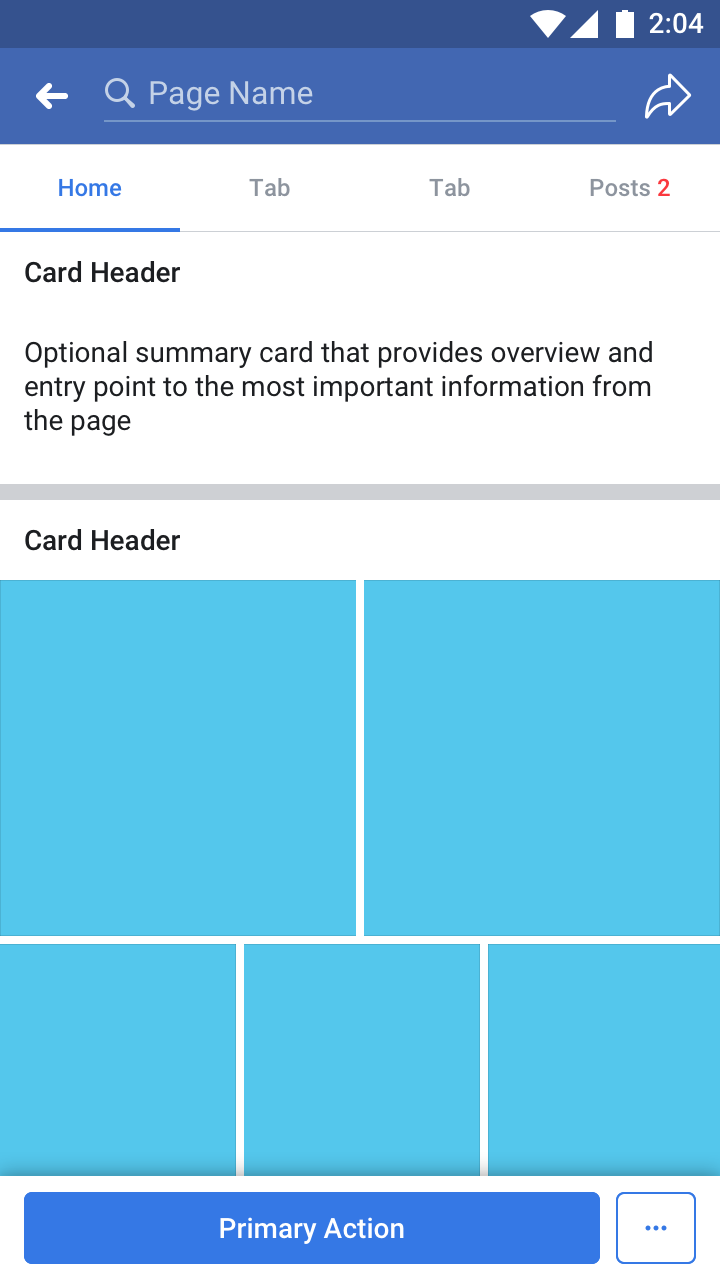 2:04
Page Name
Home
Tab
Tab
Posts 2
Card Header
Optional summary card that provides overview and
entry point to the most important information from
the page
Card Header
Primary Action